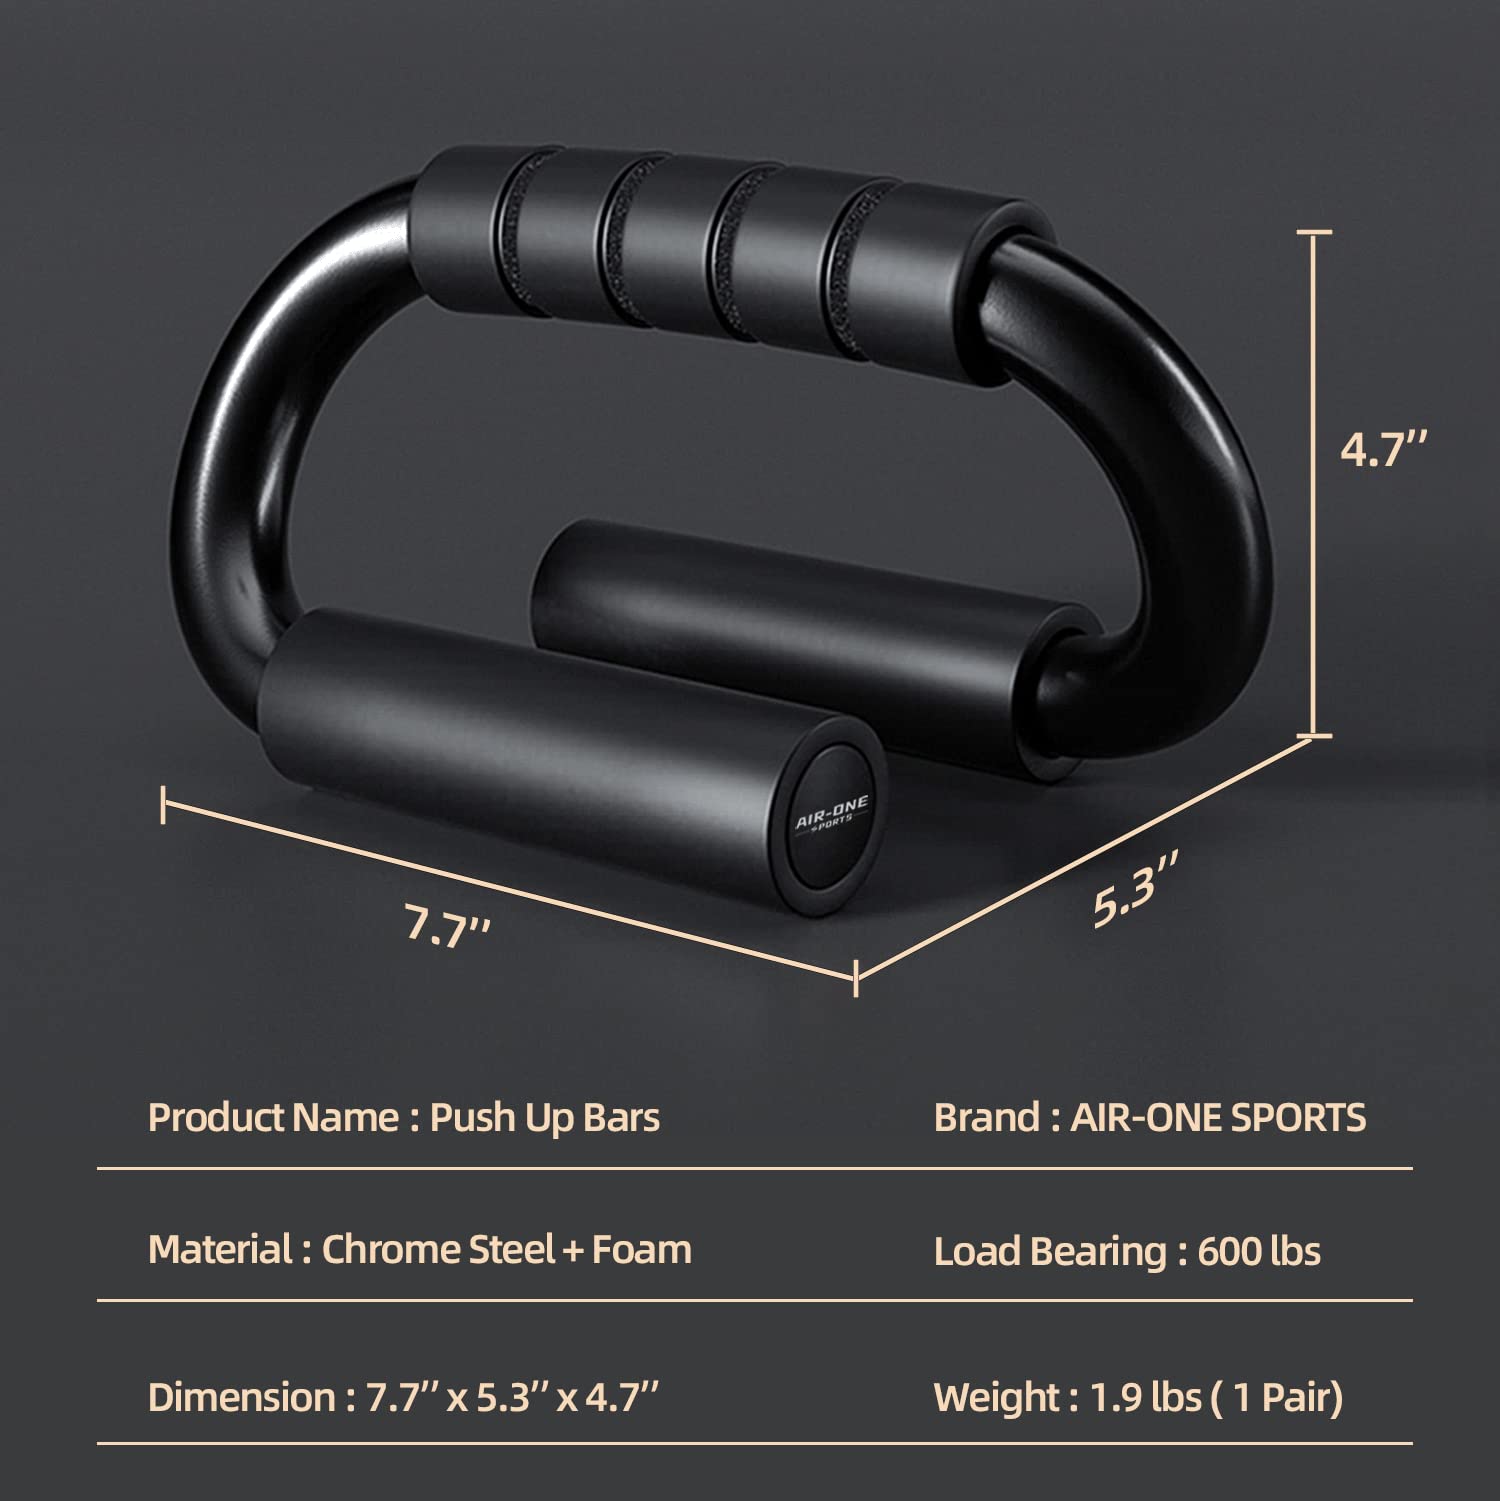 4.7’’
AIR-ONE
SPORTS
5.3’’
7.7’’
Product Name : Push Up Bars
Brand : AIR-ONE SPORTS
Material : Chrome Steel + Foam
Load Bearing : 600 lbs
Dimension : 7.7’’ x 5.3’’ x 4.7’’
Weight : 1.9 lbs ( 1 Pair)